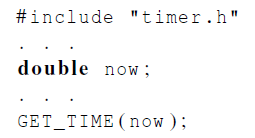 #include "timer.h"
. . .
double now;
. . .
GET_TIME(now);